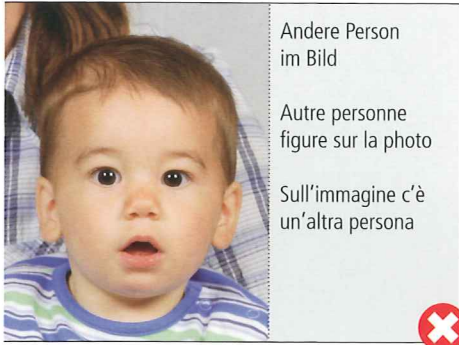 Andere Person
im Bild
Autre personne
figure sur la photo
Sull'immagine c'è
un'altra persona